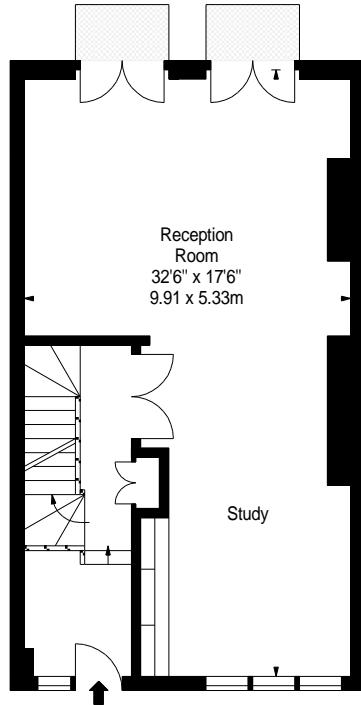 Reception
Room
32'6" x 17'6"
9.91 x 5.33m
Study